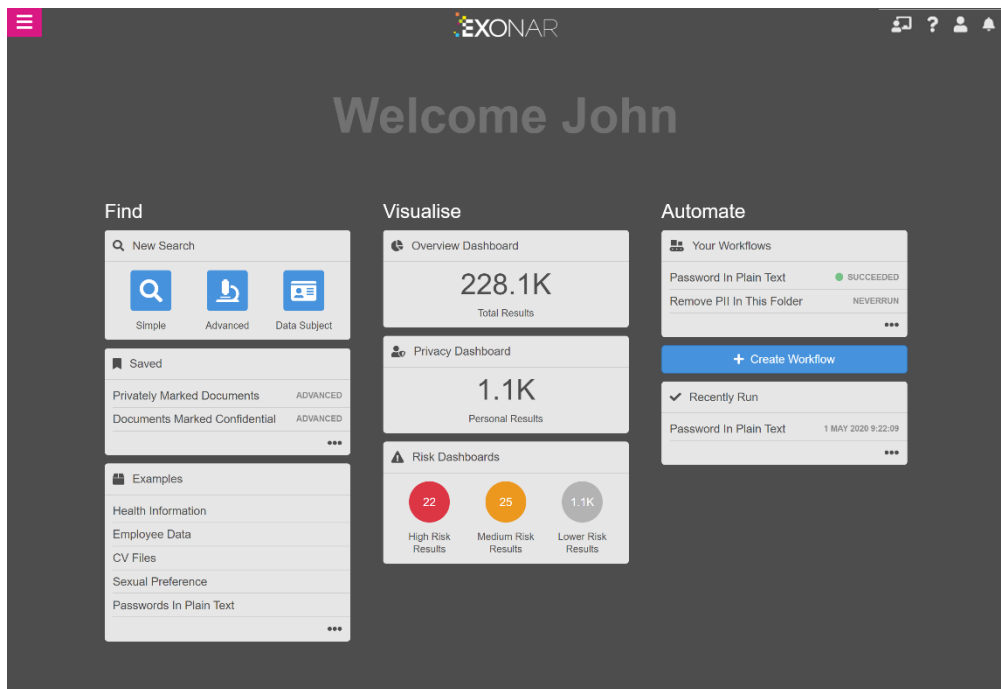 EXONAR
?
Welcome John
Find
New Search
Simple
Advanced
Data Subject
Saved
Privately Marked Documents ADVANCED
Documents Marked Confidential ADVANCED
Examples
Health Information
Employee Data
CV Files
Sexual Preference
Passwords In Plain Text
Visualise
Overview Dashboard
228.1K
Total Results
Privacy Dashboard
1.1K
Personal Results
Risk Dashboards
22
High Risk
Results
25
Medium Risk
Results
1.1K
Lower Risk
Results
Automate
Your Workflows
Password In Plain Text SUCCEEDED
Remove PII In This Folder NEVERRUN
+ Create Workflow
Recently Run
Password In Plain Text 1 MAY 2020 9:22:09